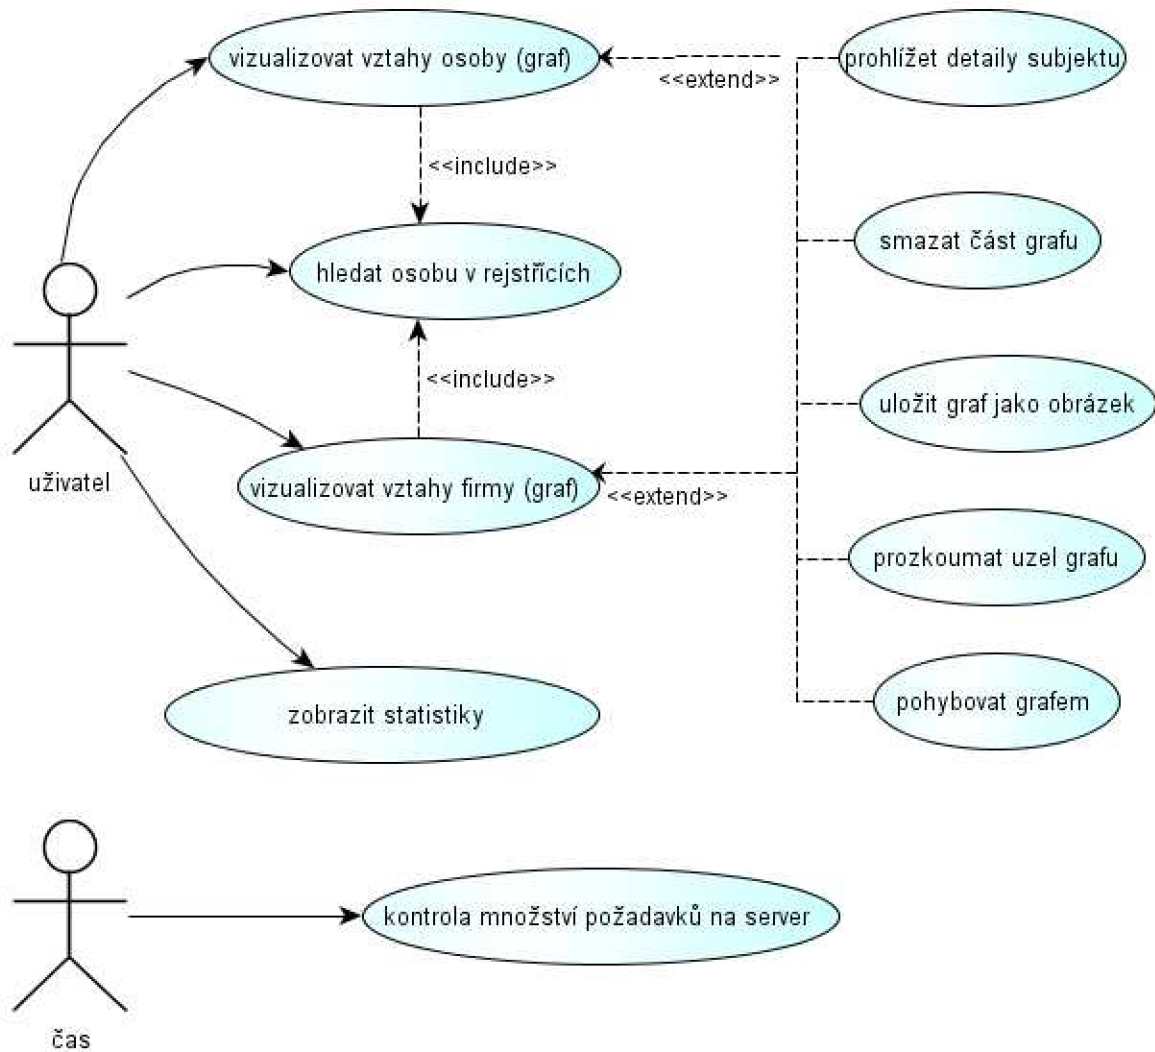 vizualizovat vztahy osoby (graf)
prohlížet detaily subjektu
<<extend>>
<<include>>
smazat část grafu
hledat osobu v rejstřících
<<include>>
uložit graf jako obrázek
uživatel
vizualizovat vztahy firmy (graf)
<<extend>>
prozkoumat uzel grafu
zobrazit statistiky
pohybovat grafem
kontrola množství požadavků na server
čas